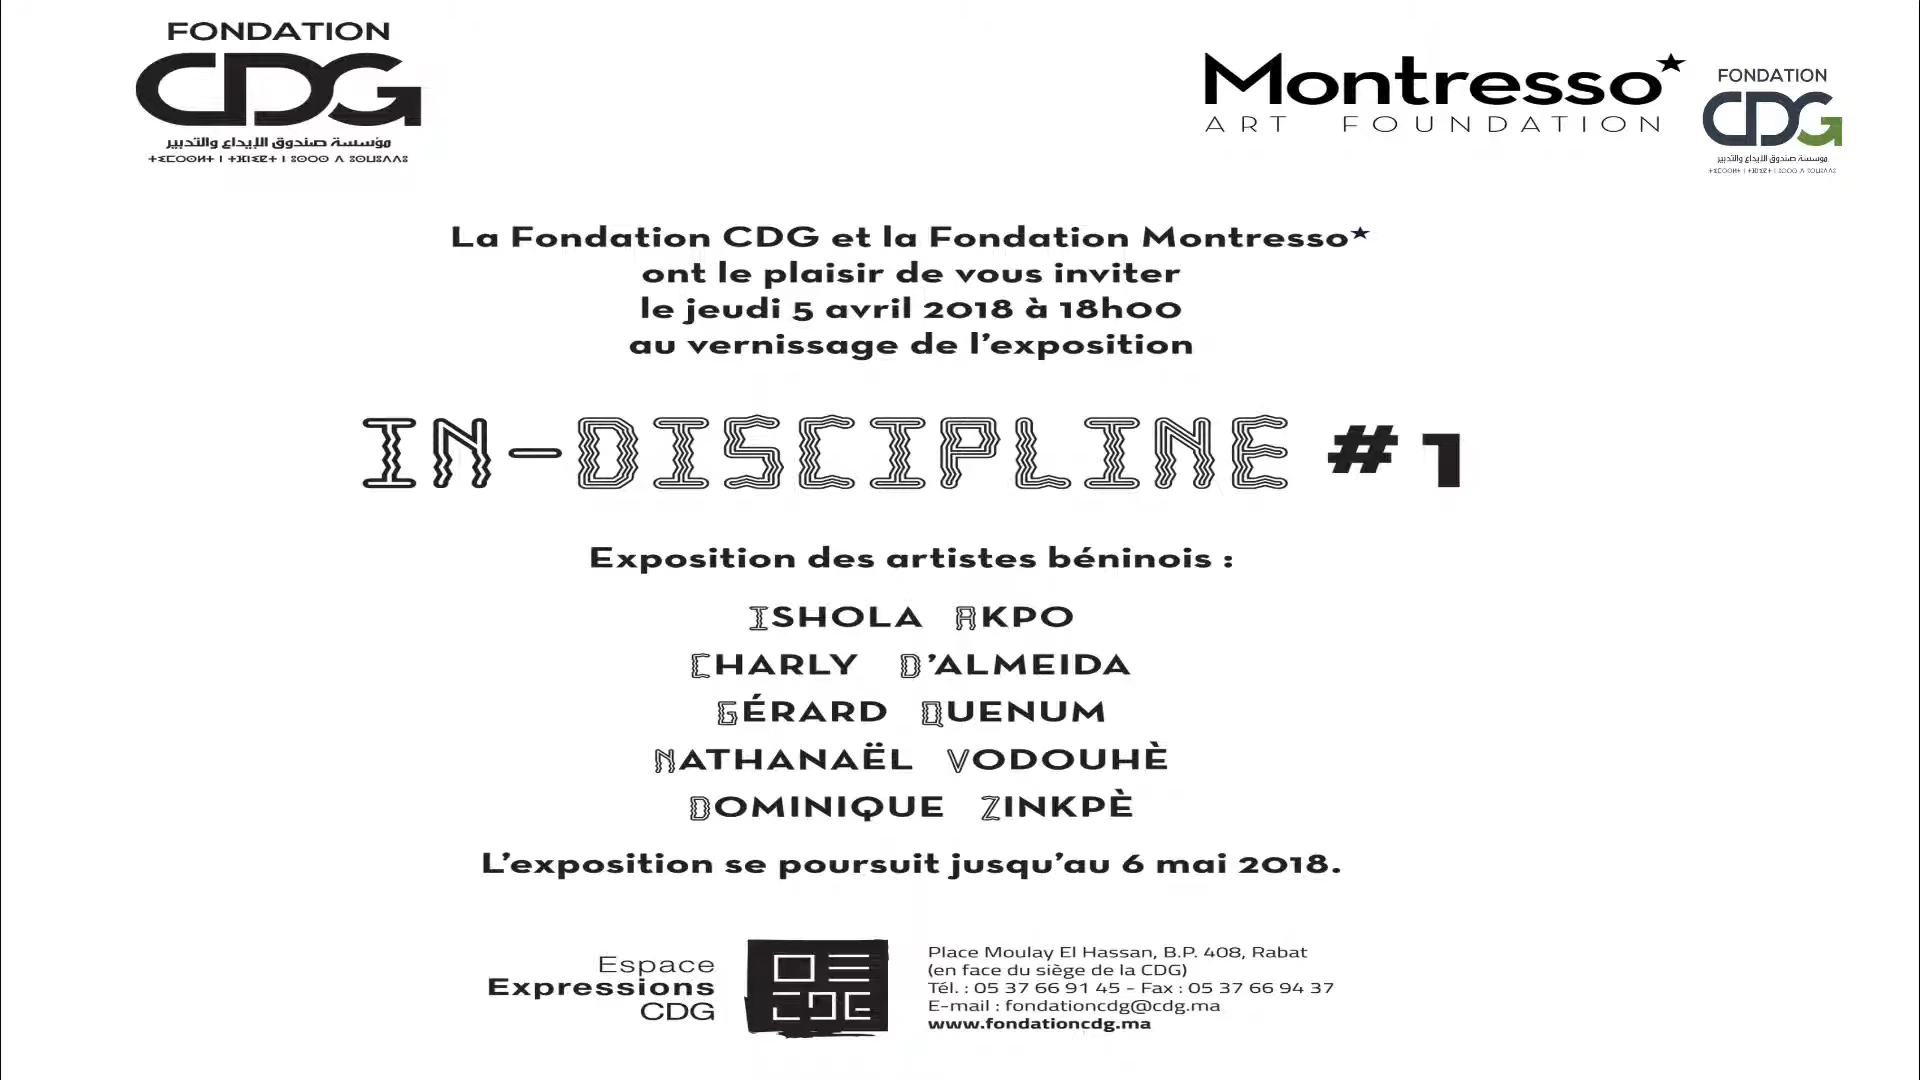 FONDATION
CDG
مؤسسة صندوق الإيداع والتدبير
Montresso★
ART FOUNDATION
FONDATION
CDG
مؤسسة صندوق الإيداع والتدبير
La Fondation CDG et la Fondation Montresso★
ont le plaisir de vous inviter
le jeudi 5 avril 2018 à 18h00
au vernissage de l'exposition
IN-DISCIPLINE #1
Exposition des artistes béninois :
ISHOLA AKPO
CHARLY D'ALMEIDA
GÉRARD QUENUM
NATHANAËL VODOUHÈ
DOMINIQUE ZINKPÈ
L'exposition se poursuit jusqu'au 6 mai 2018.
Espace
Expressions
CDG
CDG
Place Moulay El Hassan, B.P. 408, Rabat
(en face du siège de la CDG)
Tél. : 05 37 66 91 45 - Fax : 05 37 66 94 37
E-mail : fondationcdg@cdg.ma
www.fondationcdg.ma